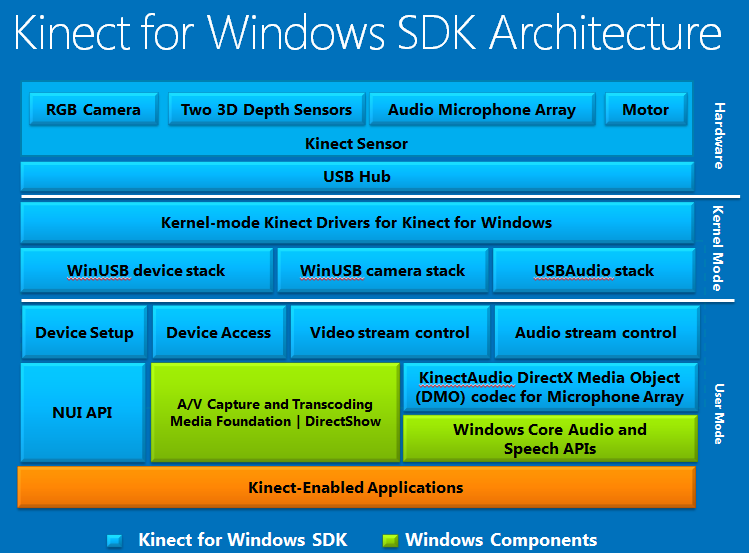 Kinect for Windows SDK Architecture
RGB Camera
Two 3D Depth Sensors
Audio Microphone Array
Motor
Kinect Sensor
USB Hub
Hardware
Kernel-mode Kinect Drivers for Kinect for Windows
WinUSB device stack
WinUSB camera stack
USBAudio stack
Kernel Mode
Device Setup
Device Access
Video stream control
Audio stream control
NUI API
A/V Capture and Transcoding
Media Foundation | DirectShow
KinectAudio DirectX Media Object
(DMO) codec for Microphone Array
Windows Core Audio and
Speech APIs
User Mode
Kinect-Enabled Applications
Kinect for Windows SDK
Windows Components